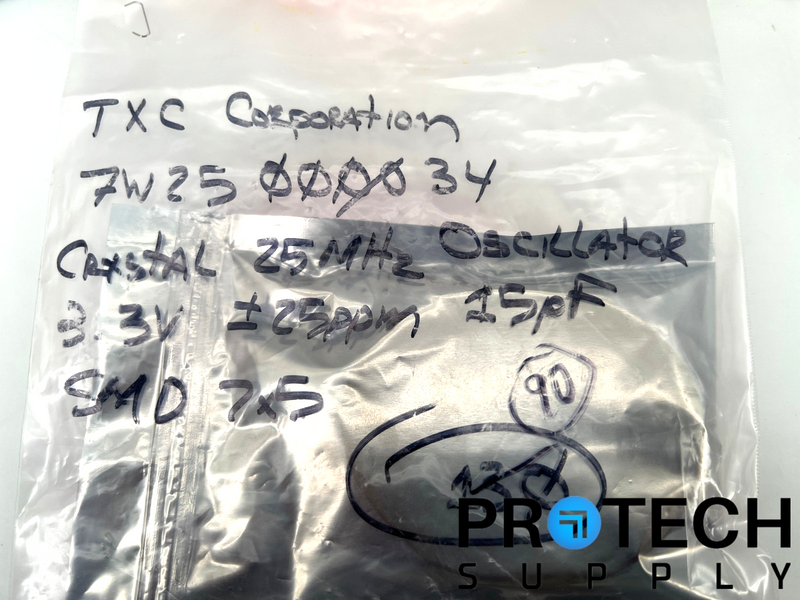 TXC Corporation
7W25 000034
Crystal 25MHz Oscillator
3.3V ±25ppm 15pF
SMD 7x5
90
PROTECH
SUPPLY